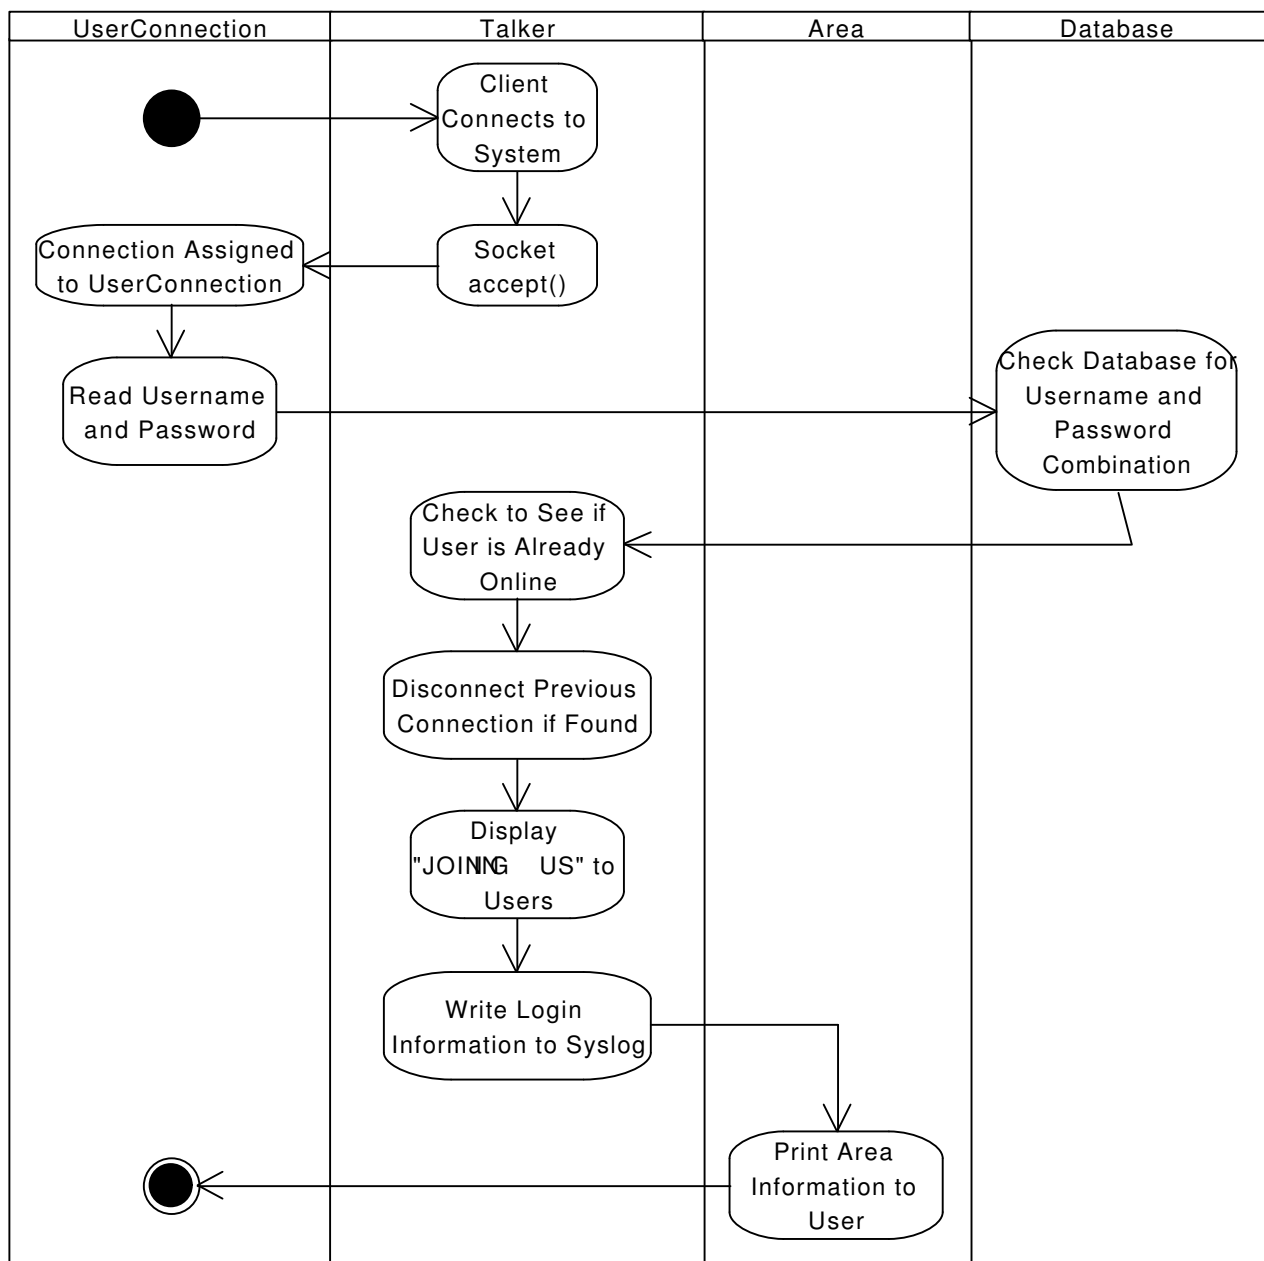 UserConnection
Talker
Area
Database
Client
Connects to
System
Connection Assigned
to UserConnection
Socket
accept()
Read Username
and Password
Check Database for
Username and
Password
Combination
Check to See if
User is Already
Online
Disconnect Previous
Connection if Found
Display
"JOINING US" to
Users
Write Login
Information to Syslog
Print Area
Information to
User